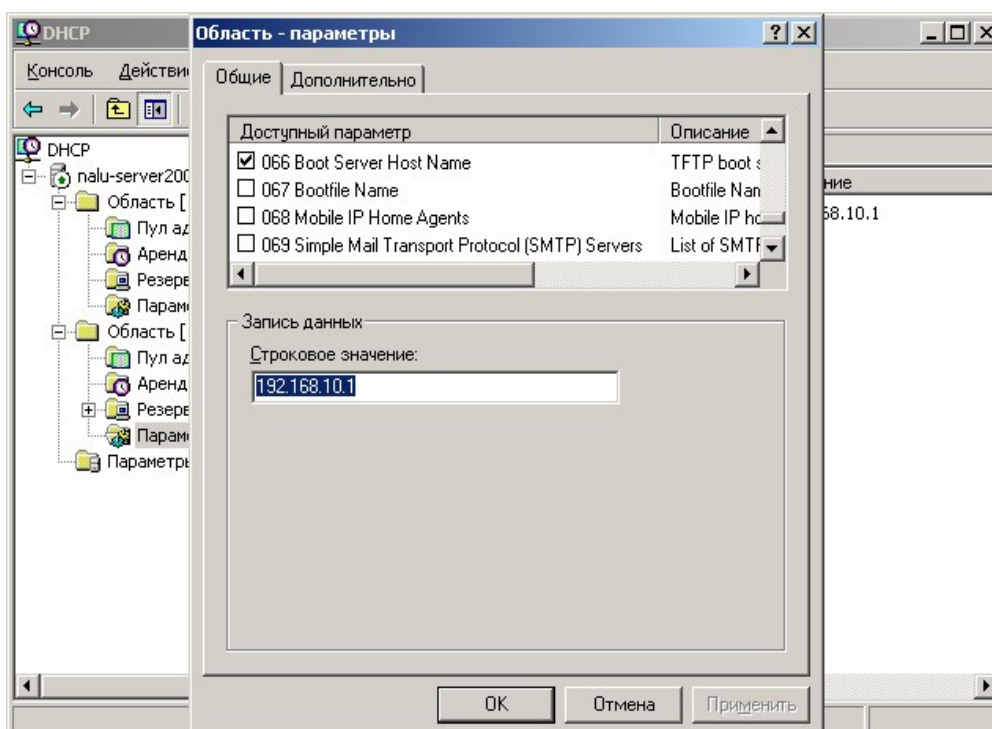 DHCP
Консоль Действи
DHCP
nalu-server200
Область [
Пул ад
Аренд
Резерв
Парам
Область [
Пул ад
Аренд
Резерв
Парам
Параметры
Область - параметры
Общие Дополнительно
Доступный параметр Описание
066 Boot Server Host Name TFTP boot s
067 Bootfile Name Bootfile Nan
068 Mobile IP Home Agents Mobile IP ho
069 Simple Mail Transport Protocol (SMTP) Servers List of SMTF
Запись данных
Строковое значение:
192.168.10.1
OK Отмена Применить
ние
68.10.1